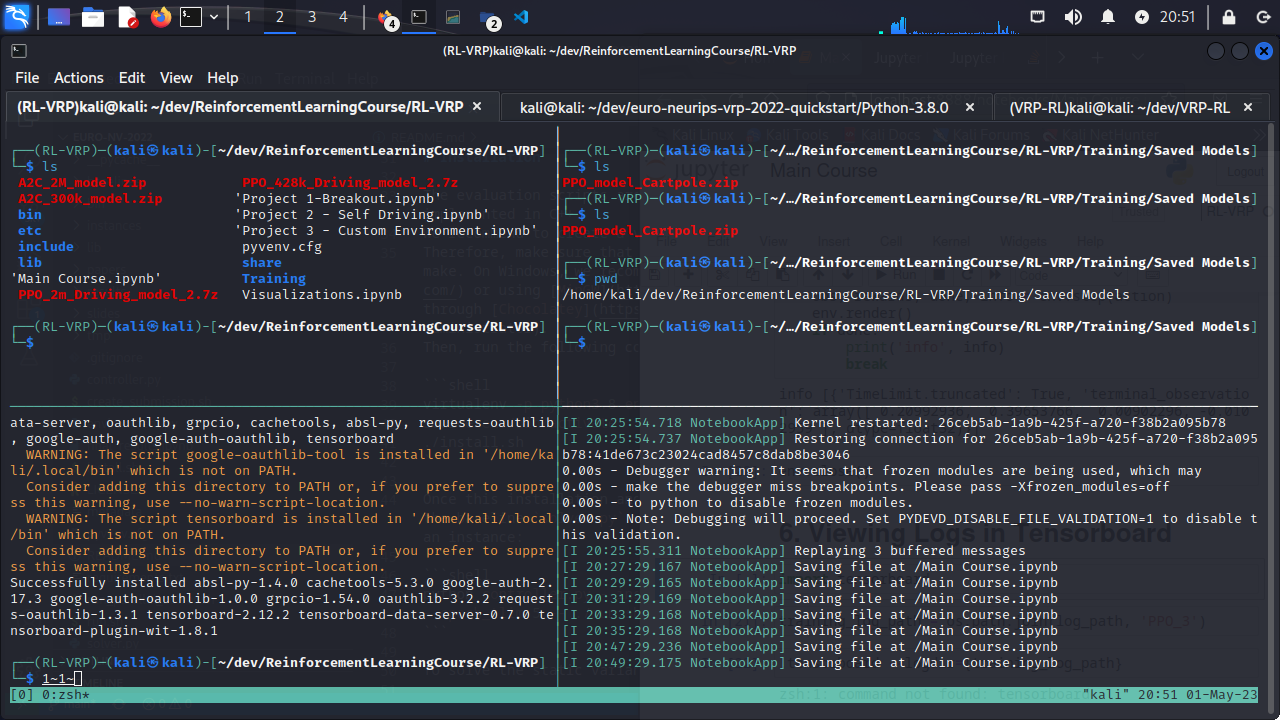 1 2 3 4 4 2 20:51
(RL-VRP)kali@kali: ~/dev/ReinforcementLearningCourse/RL-VRP
File Actions Edit View Help
(RL-VRP)kali@kali: ~/dev/ReinforcementLearningCourse/RL-VRP × kali@kali: ~/dev/euro-neurips-vrp-2022-quickstart/Python-3.8.0 × (VRP-RL)kali@kali: ~/dev/VRP-RL ×
┌──(RL-VRP)─(kali㉿kali)-[~/dev/ReinforcementLearningCourse/RL-VRP]
└─$ ls
A2C_2M_model.zip PPO_428k_Driving_model_2.7z
A2C_300k_model.zip 'Project 1-Breakout.ipynb'
bin 'Project 2 - Self Driving.ipynb'
etc 'Project 3 - Custom Environment.ipynb'
include pyvenv.cfg
lib share
'Main Course.ipynb' Training
PPO_2m_Driving_model_2.7z Visualizations.ipynb
┌──(RL-VRP)─(kali㉿kali)-[~/dev/ReinforcementLearningCourse/RL-VRP]
└─$
┌──(RL-VRP)─(kali㉿kali)-[~/…/ReinforcementLearningCourse/RL-VRP/Training/Saved Models]
└─$ ls
PPO_model_Cartpole.zip
┌──(RL-VRP)─(kali㉿kali)-[~/…/ReinforcementLearningCourse/RL-VRP/Training/Saved Models]
└─$ ls
PPO_model_Cartpole.zip
┌──(RL-VRP)─(kali㉿kali)-[~/…/ReinforcementLearningCourse/RL-VRP/Training/Saved Models]
└─$ pwd
/home/kali/dev/ReinforcementLearningCourse/RL-VRP/Training/Saved Models
┌──(RL-VRP)─(kali㉿kali)-[~/…/ReinforcementLearningCourse/RL-VRP/Training/Saved Models]
└─$
ata-server, oauthlib, grpcio, cachetools, absl-py, requests-oauthlib
, google-auth, google-auth-oauthlib, tensorboard
WARNING: The script google-oauthlib-tool is installed in '/home/ka
li/.local/bin' which is not on PATH.
Consider adding this directory to PATH or, if you prefer to suppre
ss this warning, use --no-warn-script-location.
WARNING: The script tensorboard is installed in '/home/kali/.local
/bin' which is not on PATH.
Consider adding this directory to PATH or, if you prefer to suppre
ss this warning, use --no-warn-script-location.
Successfully installed absl-py-1.4.0 cachetools-5.3.0 google-auth-2.
17.3 google-auth-oauthlib-1.0.0 grpcio-1.54.0 oauthlib-3.2.2 request
s-oauthlib-1.3.1 tensorboard-2.12.2 tensorboard-data-server-0.7.0 te
nsorboard-plugin-wit-1.8.1
┌──(RL-VRP)─(kali㉿kali)-[~/dev/ReinforcementLearningCourse/RL-VRP]
└─$ 1~1~
[I 20:25:54.718 NotebookApp] Kernel restarted: 26ceb5ab-1a9b-425f-a720-f38b2a095b78
[I 20:25:54.737 NotebookApp] Restoring connection for 26ceb5ab-1a9b-425f-a720-f38b2a095
b78:41de673c23024cad8457c8dab8be3046
0.00s - Debugger warning: It seems that frozen modules are being used, which may
0.00s - make the debugger miss breakpoints. Please pass -Xfrozen_modules=off
0.00s - to python to disable frozen modules.
0.00s - Note: Debugging will proceed. Set PYDEVD_DISABLE_FILE_VALIDATION=1 to disable t
his validation.
[I 20:25:55.311 NotebookApp] Replaying 3 buffered messages
[I 20:27:29.167 NotebookApp] Saving file at /Main Course.ipynb
[I 20:29:29.165 NotebookApp] Saving file at /Main Course.ipynb
[I 20:31:29.169 NotebookApp] Saving file at /Main Course.ipynb
[I 20:33:29.168 NotebookApp] Saving file at /Main Course.ipynb
[I 20:35:29.168 NotebookApp] Saving file at /Main Course.ipynb
[I 20:47:29.236 NotebookApp] Saving file at /Main Course.ipynb
[I 20:49:29.175 NotebookApp] Saving file at /Main Course.ipynb
[0] 0:zsh* "kali" 20:51 01-May-23